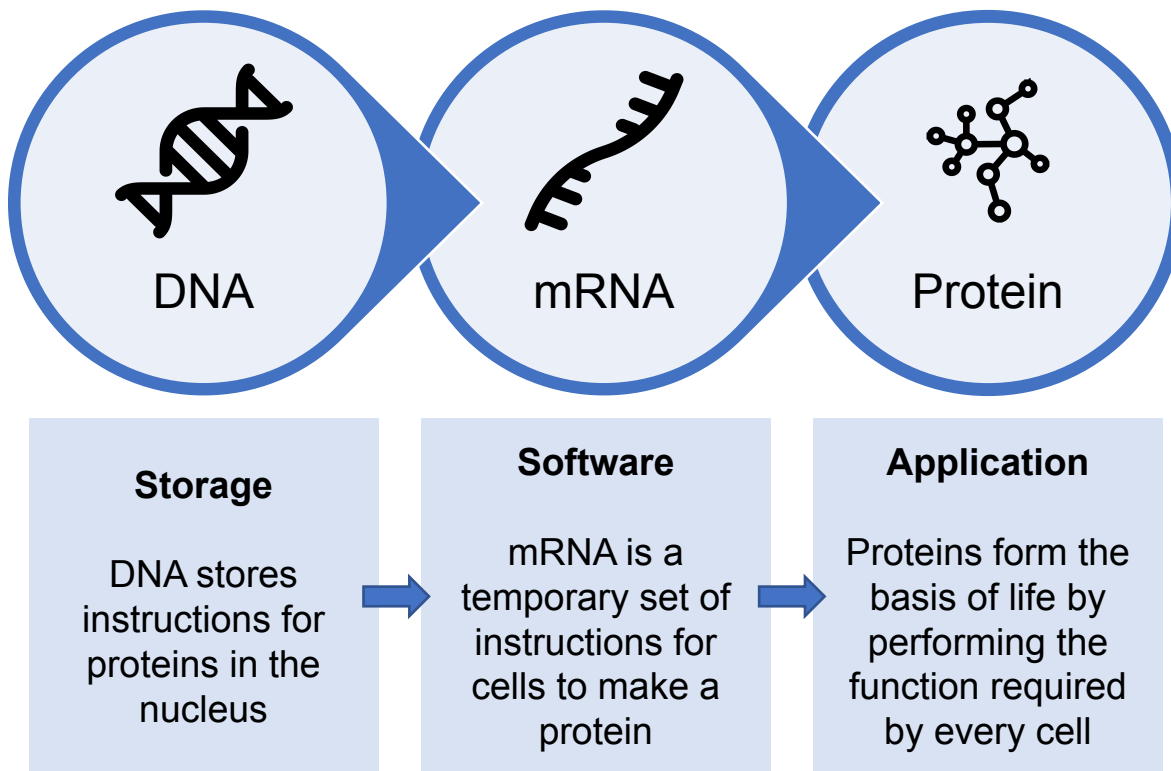 DNA
mRNA
Protein
Storage
DNA stores
instructions for
proteins in the
nucleus
Software
mRNA is a
temporary set of
instructions for
cells to make a
protein
Application
Proteins form the
basis of life by
performing the
function required
by every cell